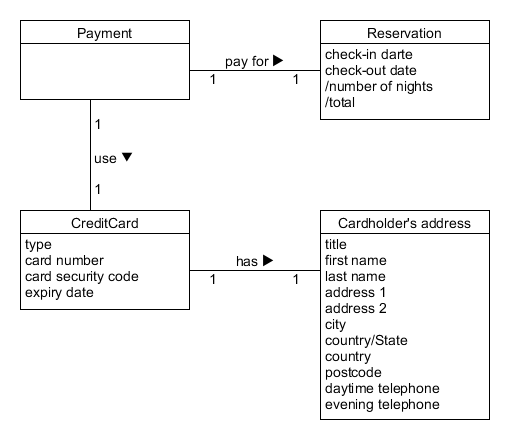 Payment
Reservation
check-in darte
check-out date
/number of nights
/total
pay for ▶
1
1
1
use ▼
1
CreditCard
type
card number
card security code
expiry date
has ▶
1
1
Cardholder's address
title
first name
last name
address 1
address 2
city
country/State
country
postcode
daytime telephone
evening telephone